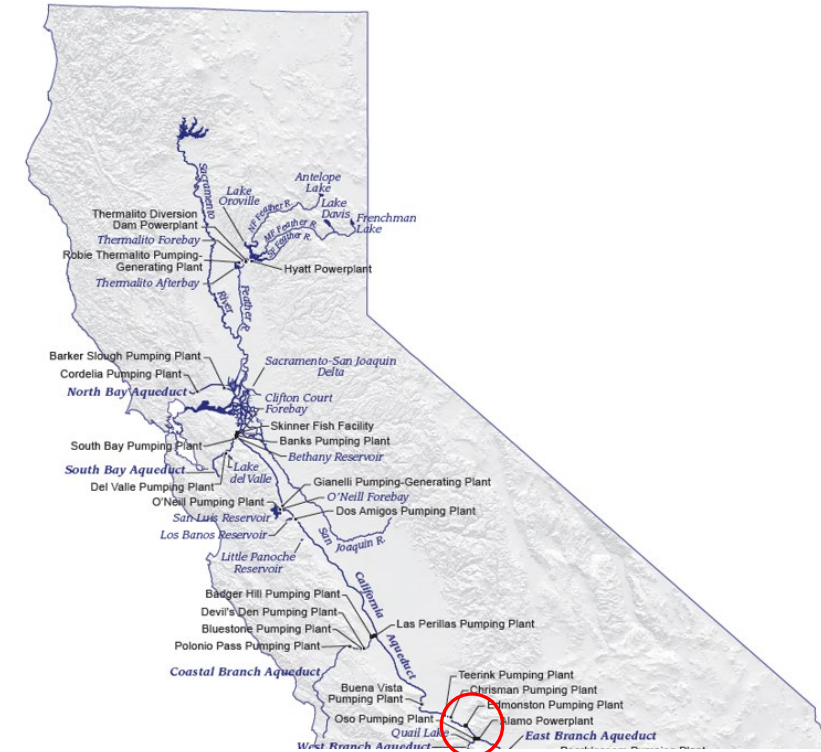 Sacramento
River
Lake
Oroville
Antelope
Lake
NF Feather R.
Lake
Davis
Frenchman
Lake
MF Feather R.
SF Feather R.
Thermalito Diversion
Dam Powerplant
Thermalito Forebay
Robie Thermalito Pumping-
Generating Plant
Hyatt Powerplant
Thermalito Afterbay
Feather R.
Barker Slough Pumping Plant
Sacramento-San Joaquin
Delta
Cordelia Pumping Plant
North Bay Aqueduct
Clifton Court
Forebay
Skinner Fish Facility
South Bay Pumping Plant
Banks Pumping Plant
Bethany Reservoir
South Bay Aqueduct
Lake
del Valle
Del Valle Pumping Plant
Gianelli Pumping-Generating Plant
O'Neill Pumping Plant
O'Neill Forebay
San Luis Reservoir
Dos Amigos Pumping Plant
Los Banos Reservoir
San Joaquin R.
Little Panoche
Reservoir
California
Aqueduct
Badger Hill Pumping Plant
Devil's Den Pumping Plant
Las Perillas Pumping Plant
Bluestone Pumping Plant
Polonio Pass Pumping Plant
Coastal Branch Aqueduct
Teerink Pumping Plant
Buena Vista
Pumping Plant
Chrisman Pumping Plant
Edmonston Pumping Plant
Oso Pumping Plant
Alamo Powerplant
Quail Lake
East Branch Aqueduct
West Branch Aqueduct